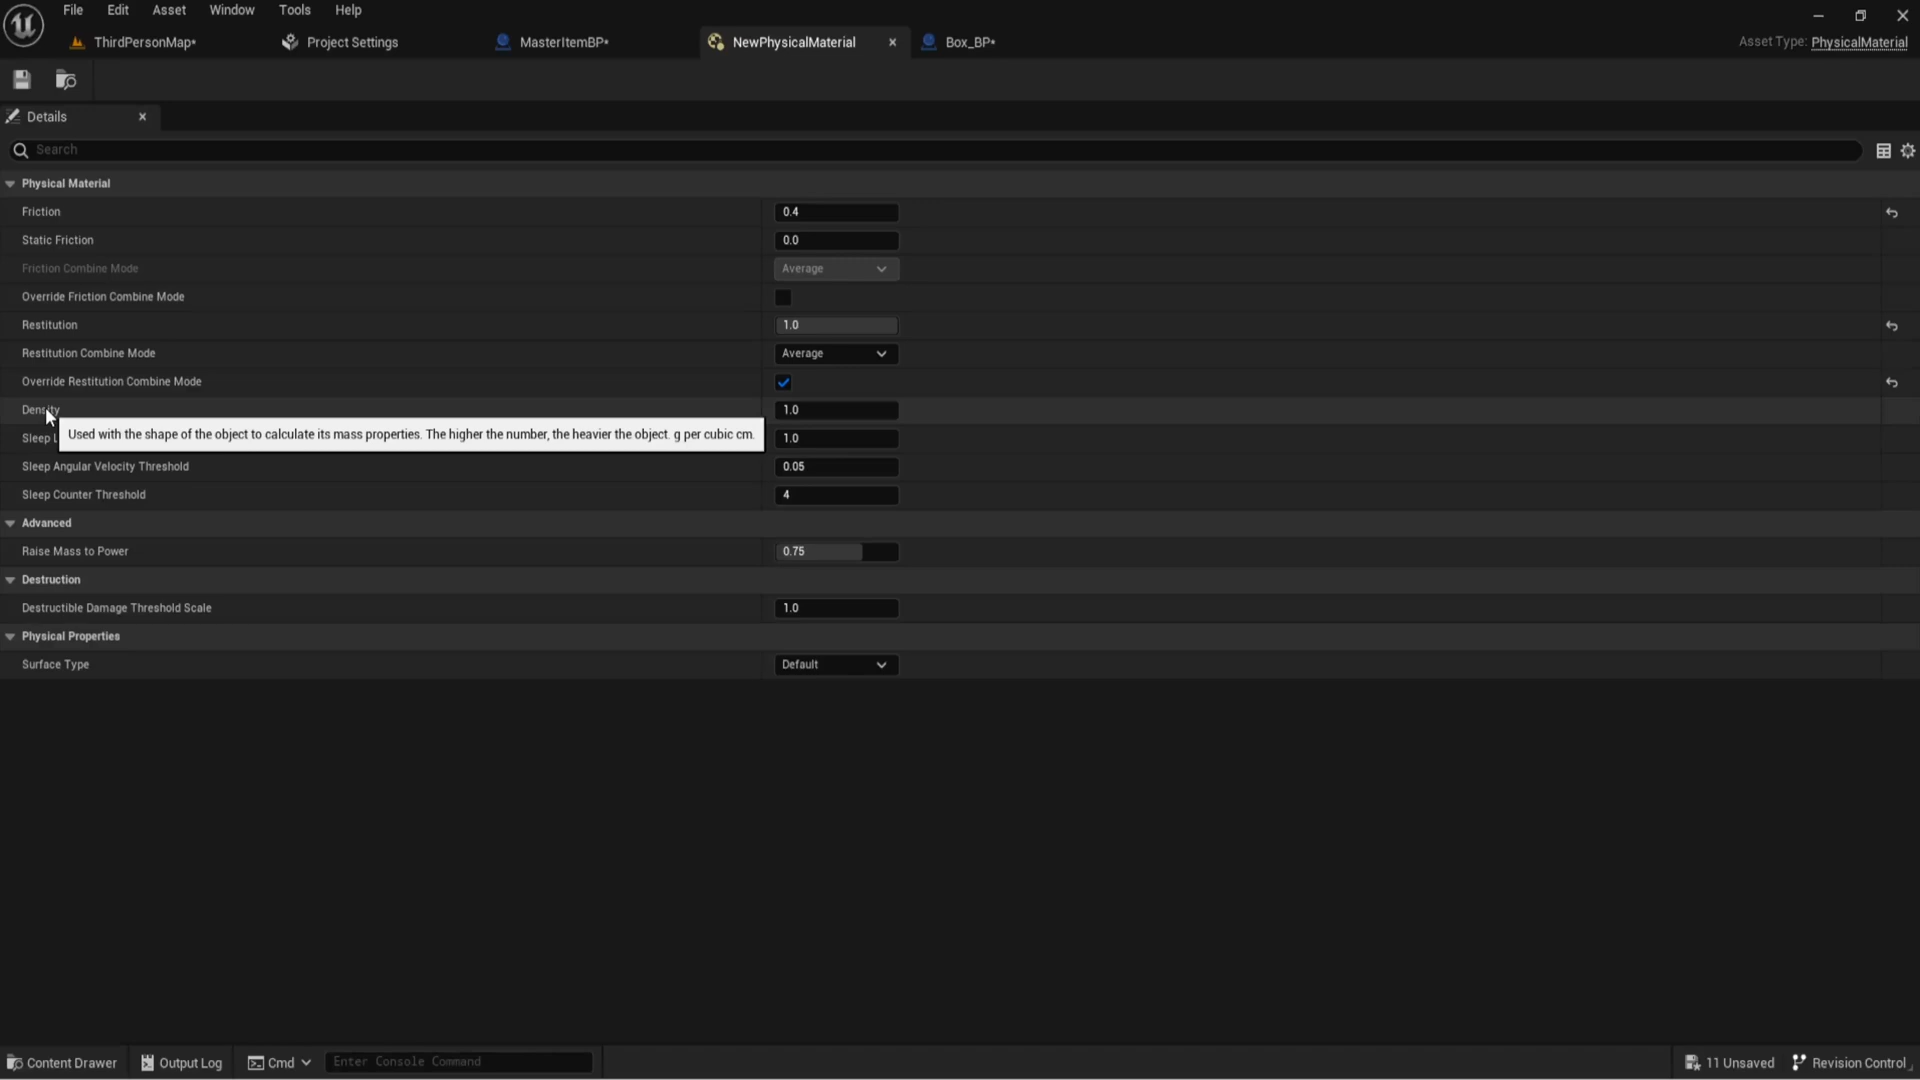 File Edit Asset Window Tools Help
ThirdPersonMap* Project Settings MasterItemBP* NewPhysicalMaterial Box_BP* Asset Type: PhysicalMaterial
Details
Search
Physical Material
Friction 0.4
Static Friction 0.0
Friction Combine Mode Average
Override Friction Combine Mode
Restitution 1.0
Restitution Combine Mode Average
Override Restitution Combine Mode
Density 1.0
Used with the shape of the object to calculate its mass properties. The higher the number, the heavier the object. g per cubic cm.
Sleep 1.0
Sleep Angular Velocity Threshold 0.05
Sleep Counter Threshold 4
Advanced
Raise Mass to Power 0.75
Destruction
Destructible Damage Threshold Scale 1.0
Physical Properties
Surface Type Default
Content Drawer Output Log Cmd Enter Console Command 11 Unsaved Revision Control